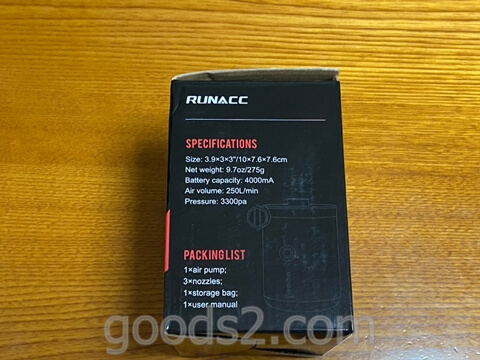 RUNACC
SPECIFICATIONS
Size: 3.9×3×3"/10×7.6×7.6cm
Net weight: 9.7oz/275g
Battery capacity: 4000mA
Air volume: 250L/min
Pressure: 3300pa
PACKING LIST
1×air pump;
3×nozzles;
1×storage bag;
1×user manual
goods2.com